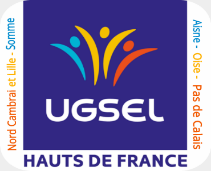 Nord Cambrai et Lille - Somme
UGSEL
Aisne - Oise - Pas de Calais
HAUTS DE FRANCE